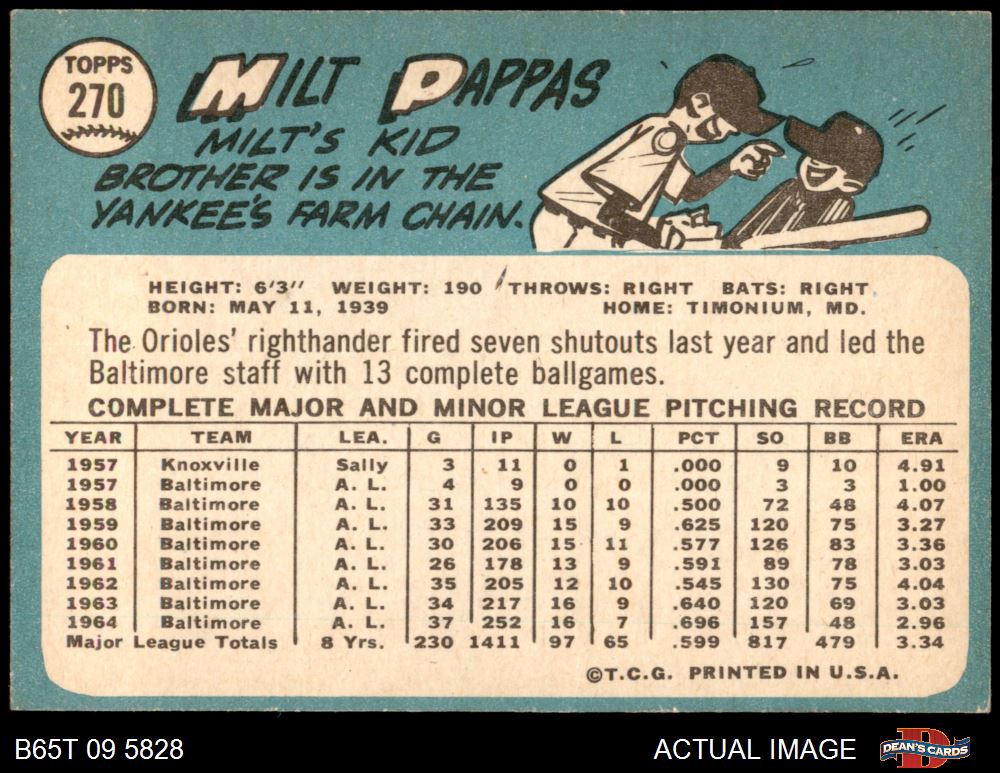 TOPPS
270
MILT PAPPAS
MILT'S KID
BROTHER IS IN THE
YANKEE'S FARM CHAIN.
HEIGHT: 6'3" WEIGHT: 190 THROWS: RIGHT BATS: RIGHT
BORN: MAY 11, 1939 HOME: TIMONIUM, MD.
The Orioles' righthander fired seven shutouts last year and led the
Baltimore staff with 13 complete ballgames.
COMPLETE MAJOR AND MINOR LEAGUE PITCHING RECORD
YEAR TEAM LEA. G IP W L PCT SO BB ERA
1957 Knoxville Sally 3 11 0 1 .000 9 10 4.91
1957 Baltimore A. L. 4 9 0 0 .000 3 3 1.00
1958 Baltimore A. L. 31 135 10 10 .500 72 48 4.07
1959 Baltimore A. L. 33 209 15 9 .625 120 75 3.27
1960 Baltimore A. L. 30 206 15 11 .577 126 83 3.36
1961 Baltimore A. L. 26 178 13 9 .591 89 78 3.03
1962 Baltimore A. L. 35 205 12 10 .545 130 75 4.04
1963 Baltimore A. L. 34 217 16 9 .640 120 69 3.03
1964 Baltimore A. L. 37 252 16 7 .696 157 48 2.96
Major League Totals 8 Yrs. 230 1411 97 65 .599 817 479 3.34
©T.C.G. PRINTED IN U.S.A.
B65T 09 5828 ACTUAL IMAGE DEAN'S CARDS